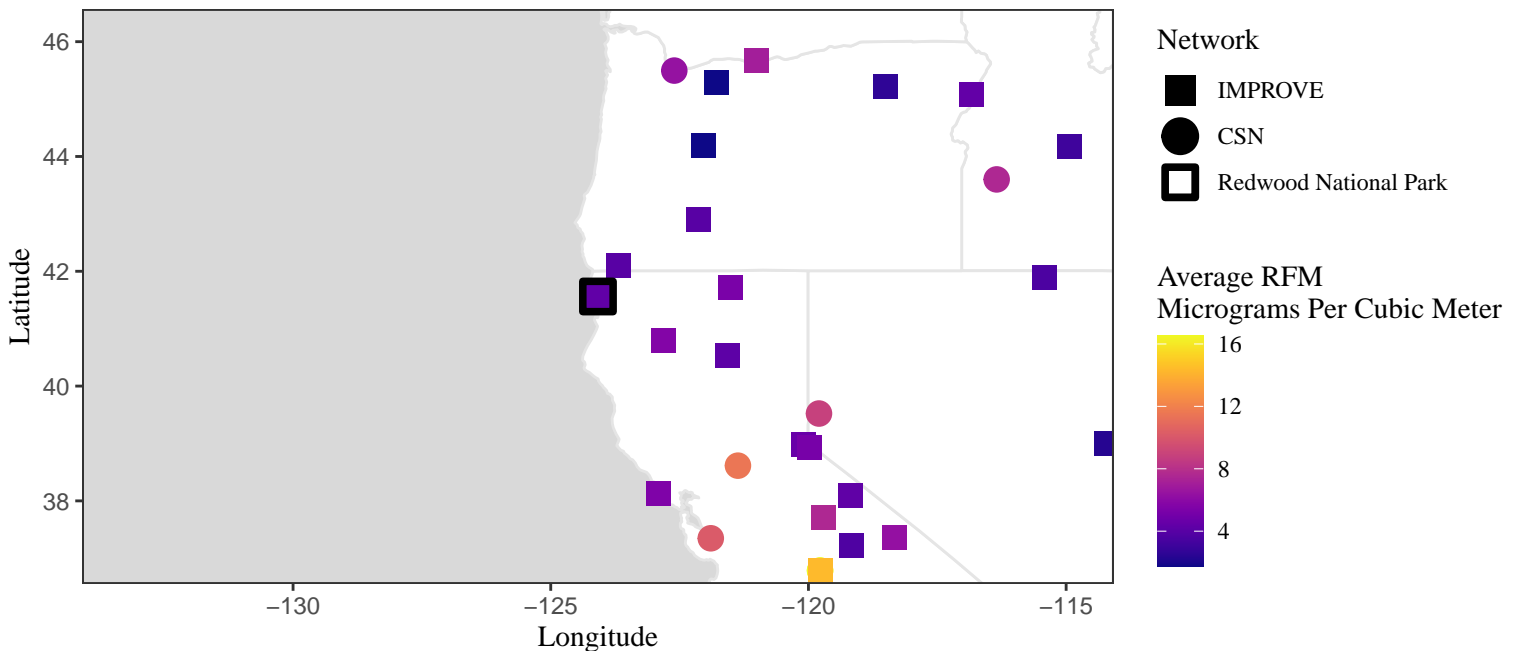 46
44
42
40
38
Latitude
−130
−125
−120
−115
Longitude
Network
IMPROVE
CSN
Redwood National Park
Average RFM
Micrograms Per Cubic Meter
16
12
8
4